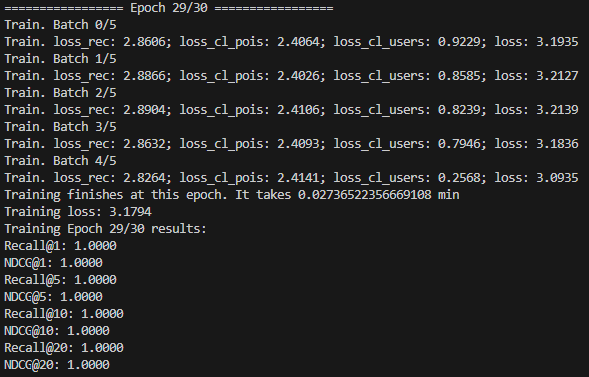 ================= Epoch 29/30 =================
Train. Batch 0/5
Train. loss_rec: 2.8606; loss_cl_pois: 2.4064; loss_cl_users: 0.9229; loss: 3.1935
Train. Batch 1/5
Train. loss_rec: 2.8866; loss_cl_pois: 2.4026; loss_cl_users: 0.8585; loss: 3.2127
Train. Batch 2/5
Train. loss_rec: 2.8904; loss_cl_pois: 2.4106; loss_cl_users: 0.8239; loss: 3.2139
Train. Batch 3/5
Train. loss_rec: 2.8632; loss_cl_pois: 2.4093; loss_cl_users: 0.7946; loss: 3.1836
Train. Batch 4/5
Train. loss_rec: 2.8264; loss_cl_pois: 2.4141; loss_cl_users: 0.2568; loss: 3.0935
Training finishes at this epoch. It takes 0.02736522356669108 min
Training loss: 3.1794
Training Epoch 29/30 results:
Recall@1: 1.0000
NDCG@1: 1.0000
Recall@5: 1.0000
NDCG@5: 1.0000
Recall@10: 1.0000
NDCG@10: 1.0000
Recall@20: 1.0000
NDCG@20: 1.0000